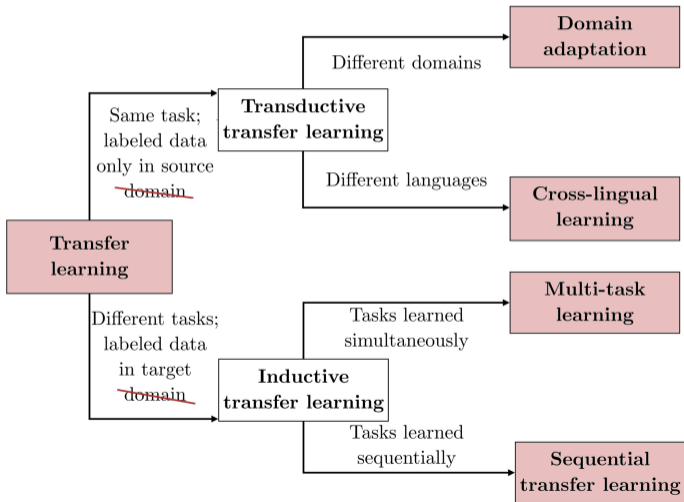 Domain
adaptation
Different domains
Transductive
transfer learning
Same task;
labeled data
only in source
domain
Different languages
Cross-lingual
learning
Transfer
learning
Multi-task
learning
Different tasks;
labeled data
in target
domain
Tasks learned
simultaneously
Inductive
transfer learning
Tasks learned
sequentially
Sequential
transfer learning